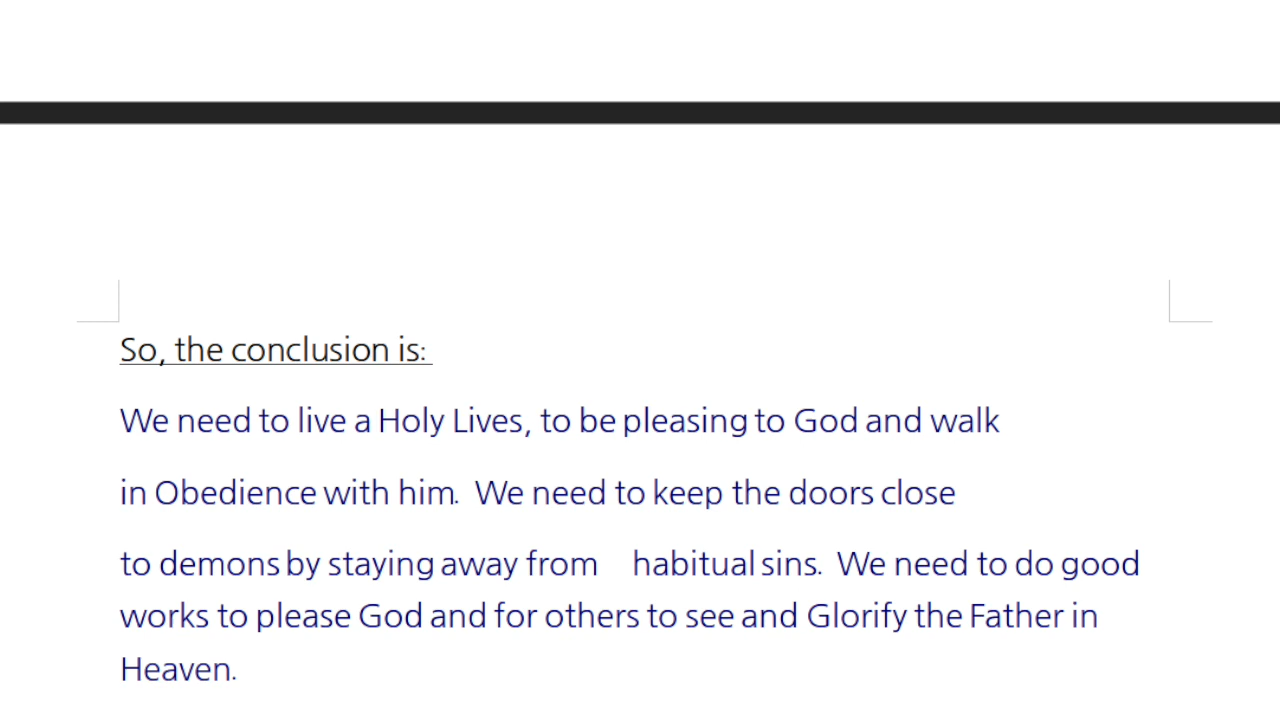 So, the conclusion is:
We need to live a Holy Lives, to be pleasing to God and walk
in Obedience with him.  We need to keep the doors close
to demons by staying away from    habitual sins.  We need to do good
works to please God and for others to see and Glorify the Father in
Heaven.